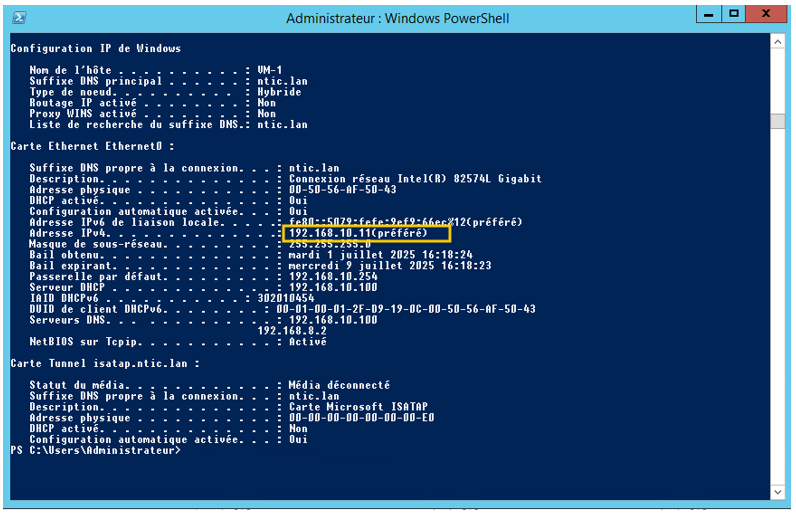 Administrateur : Windows PowerShell
Configuration IP de Windows
Nom de l'hôte . . . . . . . . . . : VM-1
Suffixe DNS principal . . . . . . : ntic.lan
Type de noeud. . . . . . . . . . : Hybride
Routage IP activé . . . . . . . . : Non
Proxy WINS activé . . . . . . . . : Non
Liste de recherche du suffixe DNS.: ntic.lan
Carte Ethernet Ethernet0 :
Suffixe DNS propre à la connexion. . . : ntic.lan
Description. . . . . . . . . . . . . . : Connexion réseau Intel(R) 82574L Gigabit
Adresse physique . . . . . . . . . . . : 00-50-56-AF-50-43
DHCP activé. . . . . . . . . . . . . . : Oui
Configuration automatique activée. . . : Oui
Adresse IPv6 de liaison locale. . . . .: fe80::5079:fefe:9ef9:66ec%12(préféré)
Adresse IPv4. . . . . . . . . . . . . .: 192.168.10.11(préféré)
Masque de sous-réseau. . . . . . . . . : 255.255.255.0
Bail obtenu. . . . . . . . . . . . . . : mardi 1 juillet 2025 16:18:24
Bail expirant. . . . . . . . . . . . . : mercredi 9 juillet 2025 16:18:23
Passerelle par défaut. . . . . . . . . : 192.168.10.254
Serveur DHCP . . . . . . . . . . . . . : 192.168.10.100
IAID DHCPv6 . . . . . . . . . . . : 302010454
DUID de client DHCPv6. . . . . . . . : 00-01-00-01-2F-D9-19-0C-00-50-56-AF-50-43
Serveurs DNS. . . . . . . . . . . . . : 192.168.10.100
192.168.8.2
NetBIOS sur Tcpip. . . . . . . . . . . : Activé
Carte Tunnel isatap.ntic.lan :
Statut du média. . . . . . . . . . . . : Média déconnecté
Suffixe DNS propre à la connexion. . . : ntic.lan
Description. . . . . . . . . . . . . . : Carte Microsoft ISATAP
Adresse physique . . . . . . . . . . . : 00-00-00-00-00-00-00-E0
DHCP activé. . . . . . . . . . . . . . : Non
Configuration automatique activée. . . : Oui
PS C:\Users\Administrateur>